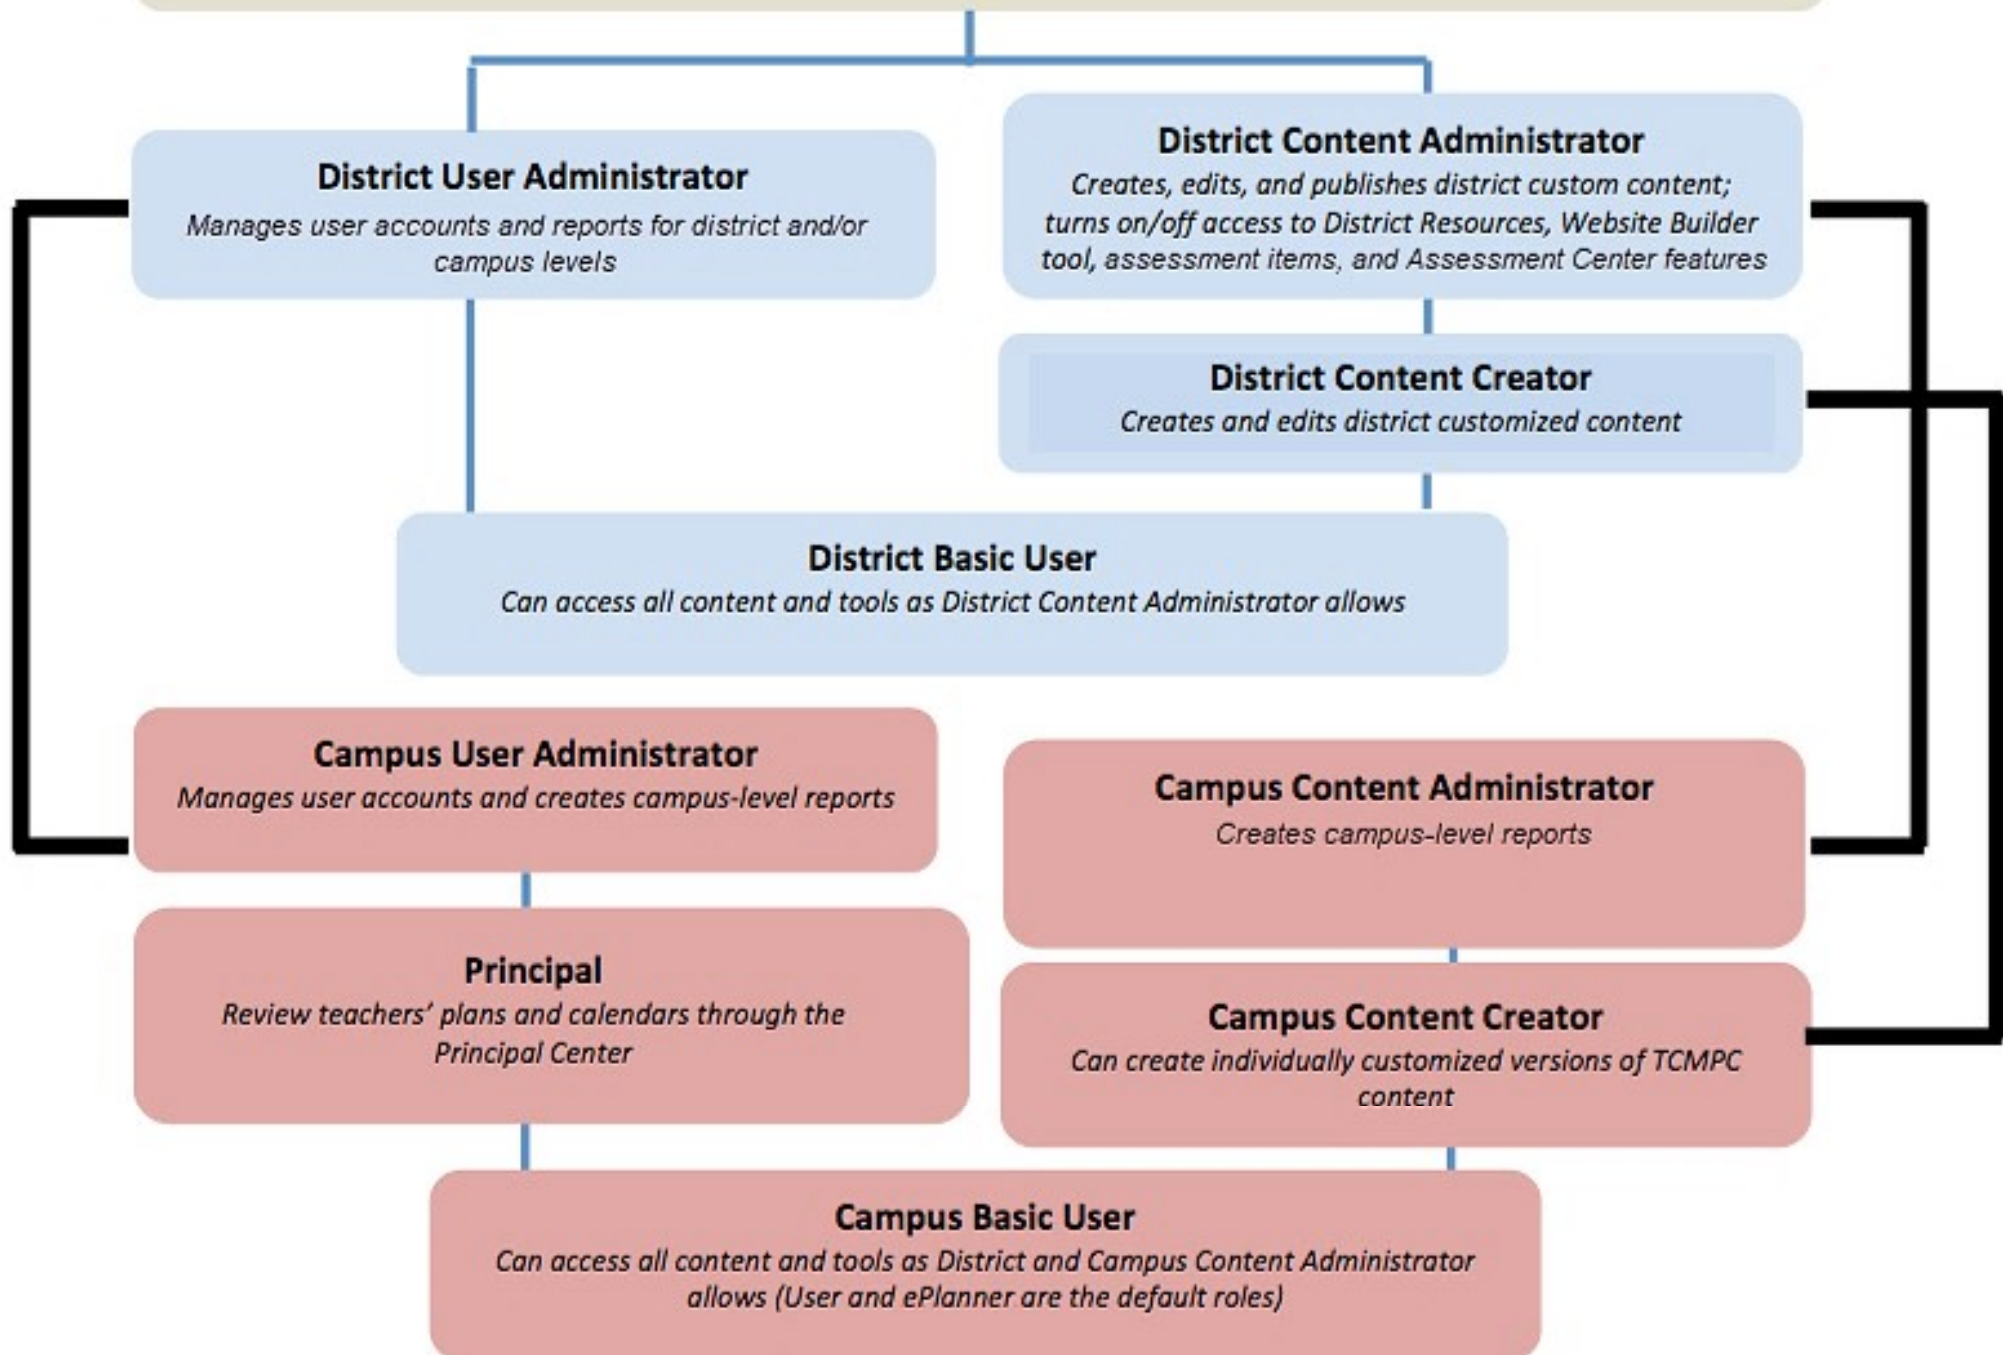 District User Administrator
Manages user accounts and reports for district and/or
campus levels
District Content Administrator
Creates, edits, and publishes district custom content;
turns on/off access to District Resources, Website Builder
tool, assessment items, and Assessment Center features
District Content Creator
Creates and edits district customized content
District Basic User
Can access all content and tools as District Content Administrator allows
Campus User Administrator
Manages user accounts and creates campus-level reports
Campus Content Administrator
Creates campus-level reports
Principal
Review teachers’ plans and calendars through the
Principal Center
Campus Content Creator
Can create individually customized versions of TCMPC
content
Campus Basic User
Can access all content and tools as District and Campus Content Administrator
allows (User and ePlanner are the default roles)